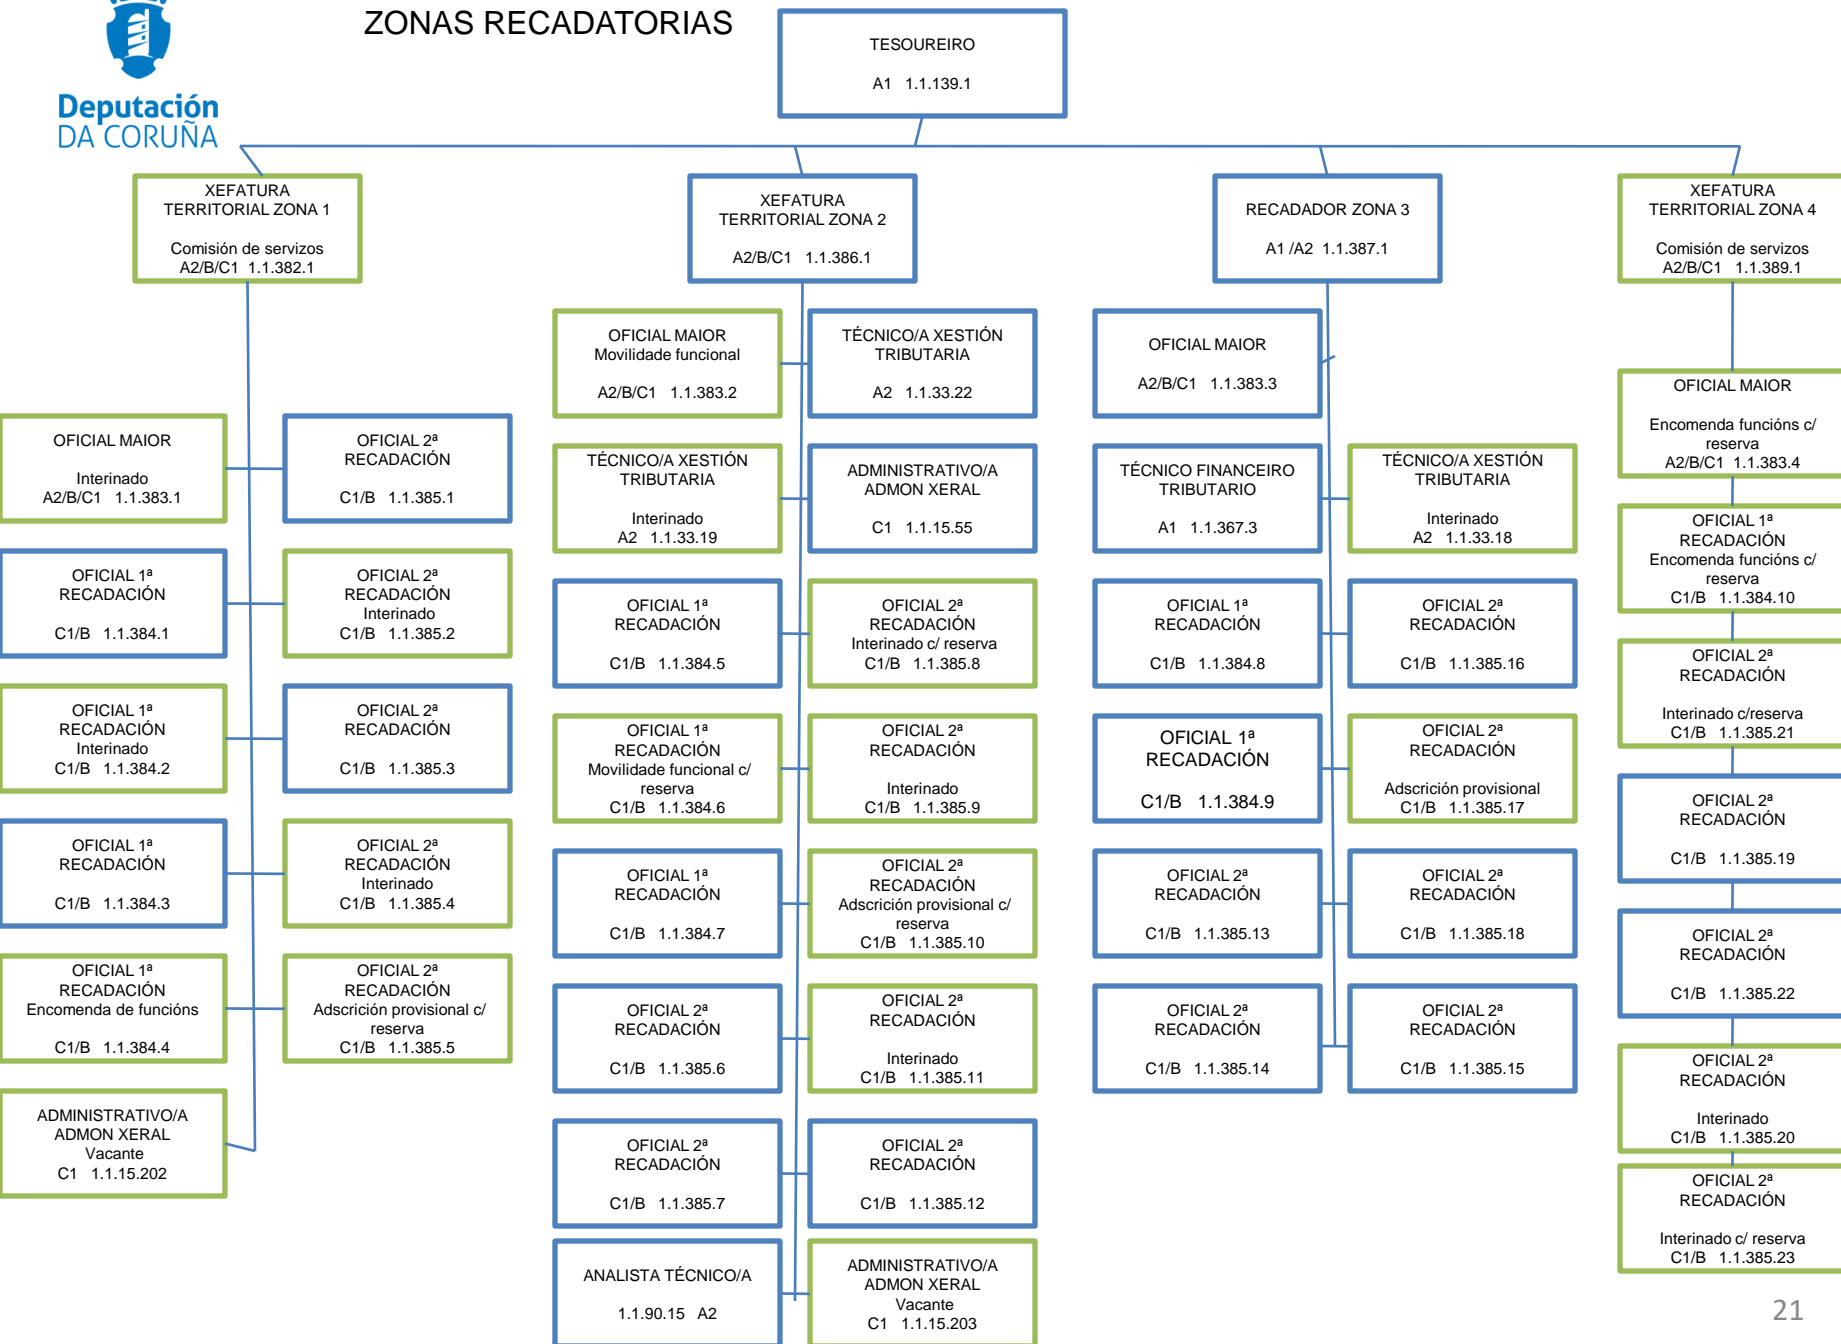 ZONAS RECADATORIAS
Deputación
DA CORUÑA
TESOUREIRO
A1 1.1.139.1
XEFATURA
TERRITORIAL ZONA 1
Comisión de servizos
A2/B/C1 1.1.382.1
XEFATURA
TERRITORIAL ZONA 2
A2/B/C1 1.1.386.1
RECADADOR ZONA 3
A1 /A2 1.1.387.1
XEFATURA
TERRITORIAL ZONA 4
Comisión de servizos
A2/B/C1 1.1.389.1
OFICIAL MAIOR
Interinado
A2/B/C1 1.1.383.1
OFICIAL 2ª
RECADACIÓN
C1/B 1.1.385.1
OFICIAL 1ª
RECADACIÓN
C1/B 1.1.384.1
OFICIAL 2ª
RECADACIÓN
Interinado
C1/B 1.1.385.2
OFICIAL 1ª
RECADACIÓN
Interinado
C1/B 1.1.384.2
OFICIAL 2ª
RECADACIÓN
C1/B 1.1.385.3
OFICIAL 1ª
RECADACIÓN
C1/B 1.1.384.3
OFICIAL 2ª
RECADACIÓN
Interinado
C1/B 1.1.385.4
OFICIAL 1ª
RECADACIÓN
Encomenda de funcións
C1/B 1.1.384.4
OFICIAL 2ª
RECADACIÓN
Adscrición provisional c/
reserva
C1/B 1.1.385.5
ADMINISTRATIVO/A
ADMON XERAL
Vacante
C1 1.1.15.202
OFICIAL MAIOR
Movilidade funcional
A2/B/C1 1.1.383.2
TÉCNICO/A XESTIÓN
TRIBUTARIA
A2 1.1.33.22
TÉCNICO/A XESTIÓN
TRIBUTARIA
Interinado
A2 1.1.33.19
ADMINISTRATIVO/A
ADMON XERAL
C1 1.1.15.55
OFICIAL 1ª
RECADACIÓN
C1/B 1.1.384.5
OFICIAL 2ª
RECADACIÓN
Interinado c/ reserva
C1/B 1.1.385.8
OFICIAL 1ª
RECADACIÓN
Movilidade funcional c/
reserva
C1/B 1.1.384.6
OFICIAL 2ª
RECADACIÓN
Interinado
C1/B 1.1.385.9
OFICIAL 1ª
RECADACIÓN
C1/B 1.1.384.7
OFICIAL 2ª
RECADACIÓN
Adscrición provisional c/
reserva
C1/B 1.1.385.10
OFICIAL 2ª
RECADACIÓN
C1/B 1.1.385.6
OFICIAL 2ª
RECADACIÓN
Interinado
C1/B 1.1.385.11
OFICIAL 2ª
RECADACIÓN
C1/B 1.1.385.7
OFICIAL 2ª
RECADACIÓN
C1/B 1.1.385.12
ANALISTA TÉCNICO/A
1.1.90.15 A2
ADMINISTRATIVO/A
ADMON XERAL
Vacante
C1 1.1.15.203
OFICIAL MAIOR
A2/B/C1 1.1.383.3
TÉCNICO FINANCEIRO
TRIBUTARIO
A1 1.1.367.3
TÉCNICO/A XESTIÓN
TRIBUTARIA
Interinado
A2 1.1.33.18
OFICIAL 1ª
RECADACIÓN
C1/B 1.1.384.8
OFICIAL 2ª
RECADACIÓN
C1/B 1.1.385.16
OFICIAL 1ª
RECADACIÓN
C1/B 1.1.384.9
OFICIAL 2ª
RECADACIÓN
Adscrición provisional
C1/B 1.1.385.17
OFICIAL 2ª
RECADACIÓN
C1/B 1.1.385.13
OFICIAL 2ª
RECADACIÓN
C1/B 1.1.385.18
OFICIAL 2ª
RECADACIÓN
C1/B 1.1.385.14
OFICIAL 2ª
RECADACIÓN
C1/B 1.1.385.15
OFICIAL MAIOR
Encomenda funcións c/
reserva
A2/B/C1 1.1.383.4
OFICIAL 1ª
RECADACIÓN
Encomenda funcións c/
reserva
C1/B 1.1.384.10
OFICIAL 2ª
RECADACIÓN
Interinado c/reserva
C1/B 1.1.385.21
OFICIAL 2ª
RECADACIÓN
C1/B 1.1.385.19
OFICIAL 2ª
RECADACIÓN
C1/B 1.1.385.22
OFICIAL 2ª
RECADACIÓN
Interinado
C1/B 1.1.385.20
OFICIAL 2ª
RECADACIÓN
Interinado c/ reserva
C1/B 1.1.385.23
21